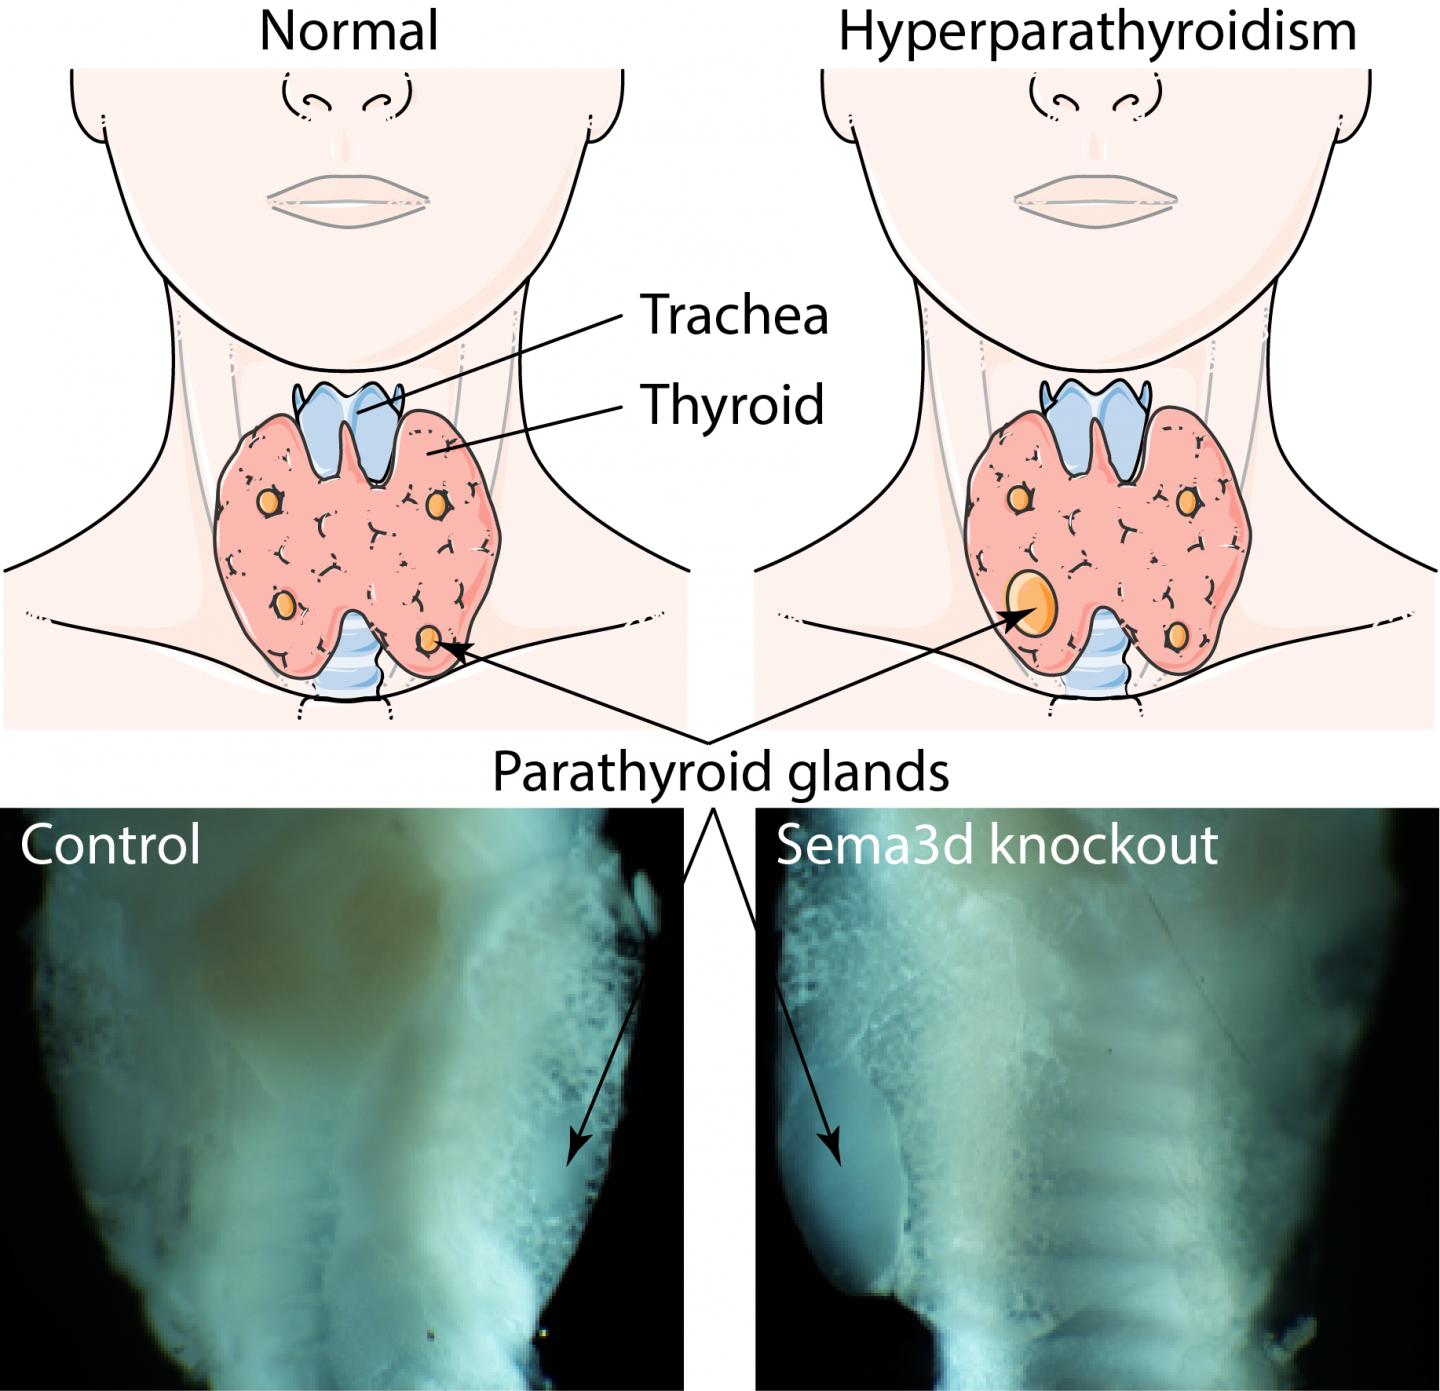 Normal
Hyperparathyroidism
Trachea
Thyroid
Parathyroid glands
Control
Sema3d knockout